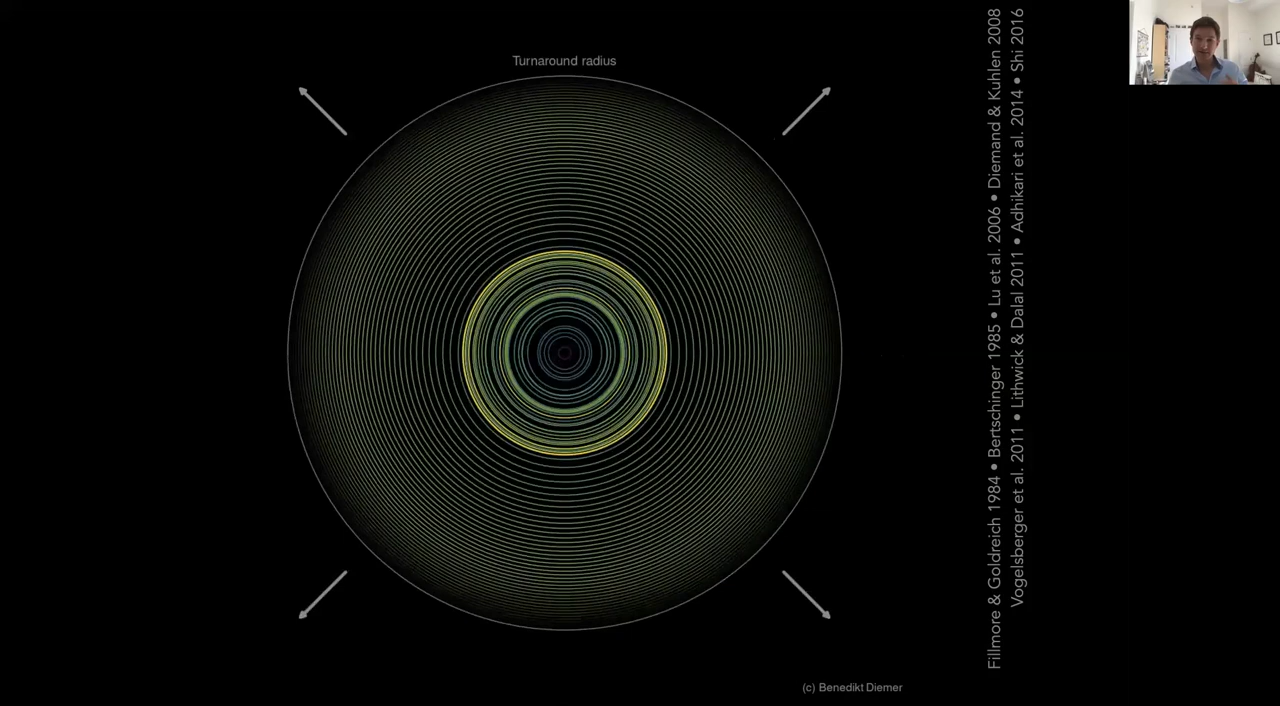 Turnaround radius
Fillmore & Goldreich 1984 • Bertschinger 1985 • Lu et al. 2006 • Diemand & Kuhlen 2008
Vogelsberger et al. 2011 • Lithwick & Dalal 2011 • Adhikari et al. 2014 • Shi 2016
(c) Benedikt Diemer